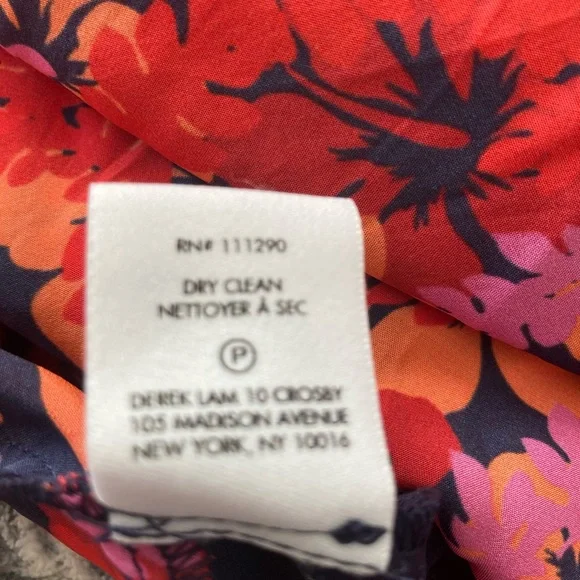 RN# 111290
DRY CLEAN
NETTOYER À SEC
P
DEREK LAM 10 CROSBY
105 MADISON AVENUE
NEW YORK, NY 10016